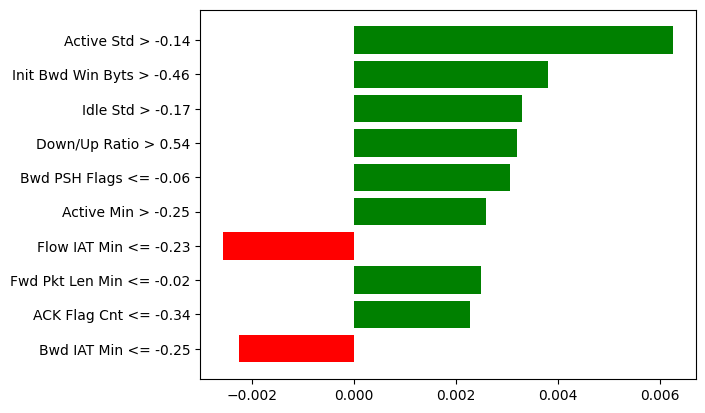 Active Std > -0.14
Init Bwd Win Byts > -0.46
Idle Std > -0.17
Down/Up Ratio > 0.54
Bwd PSH Flags <= -0.06
Active Min > -0.25
Flow IAT Min <= -0.23
Fwd Pkt Len Min <= -0.02
ACK Flag Cnt <= -0.34
Bwd IAT Min <= -0.25
−0.002 0.000 0.002 0.004 0.006